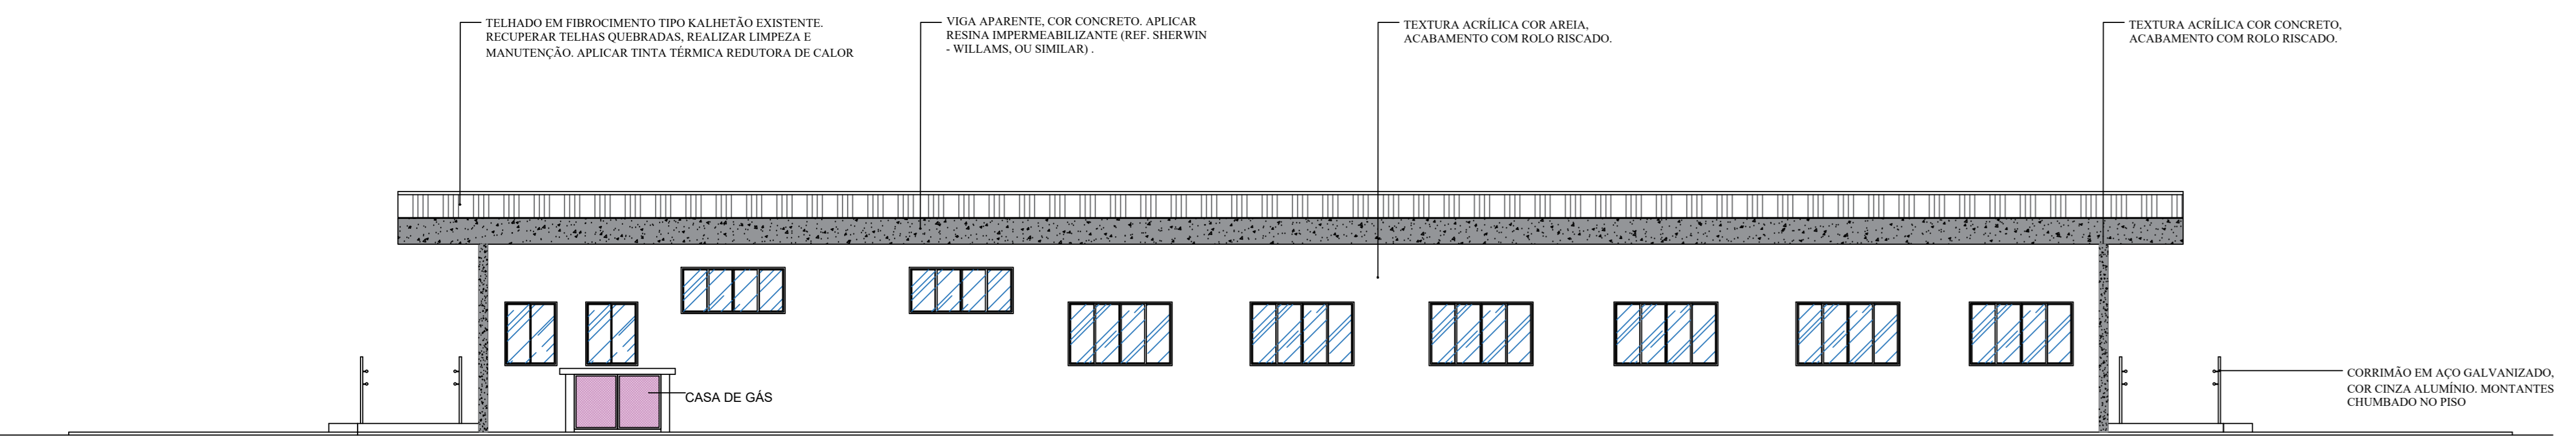 TELHADO EM FIBROCIMENTO TIPO KALHETÃO EXISTENTE.
RECUPERAR TELHAS QUEBRADAS, REALIZAR LIMPEZA E
MANUTENÇÃO. APLICAR TINTA TÉRMICA REDUTORA DE CALOR
VIGA APARENTE, COR CONCRETO. APLICAR
RESINA IMPERMEABILIZANTE (REF. SHERWIN
- WILLAMS, OU SIMILAR) .
TEXTURA ACRÍLICA COR AREIA,
ACABAMENTO COM ROLO RISCADO.
TEXTURA ACRÍLICA COR CONCRETO,
ACABAMENTO COM ROLO RISCADO.
CASA DE GÁS
CORRIMÃO EM AÇO GALVANIZADO,
COR CINZA ALUMÍNIO. MONTANTES
CHUMBADO NO PISO